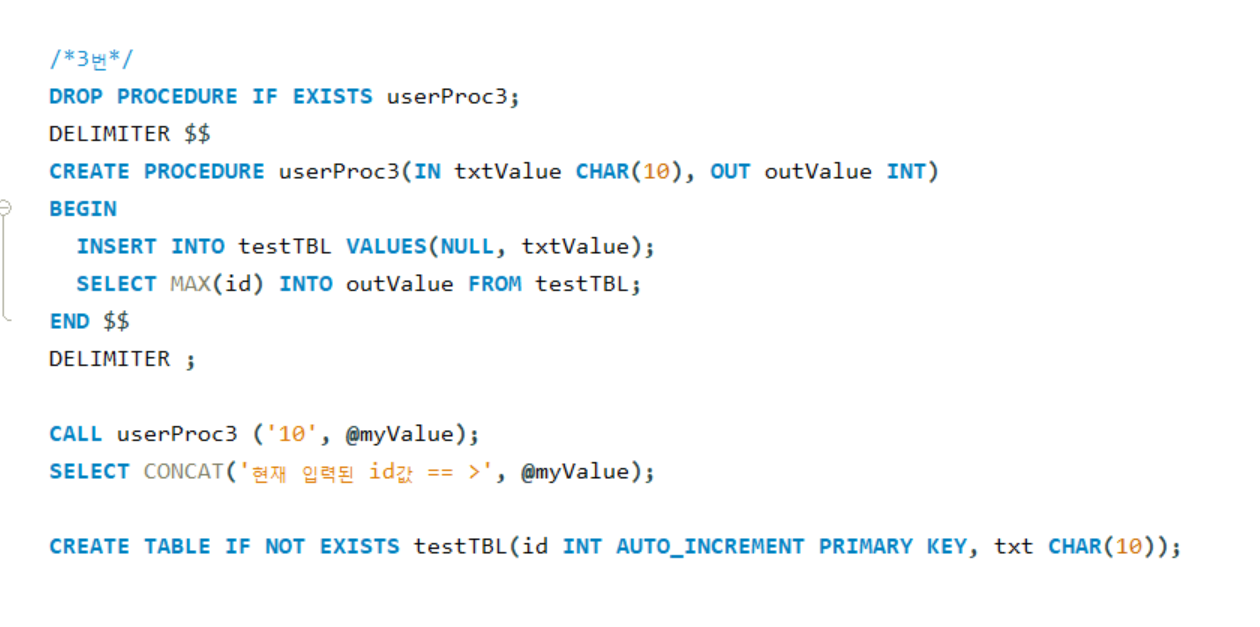 /*3번*/
DROP PROCEDURE IF EXISTS userProc3;
DELIMITER $$
CREATE PROCEDURE userProc3(IN txtValue CHAR(10), OUT outValue INT)
BEGIN
  INSERT INTO testTBL VALUES(NULL, txtValue);
  SELECT MAX(id) INTO outValue FROM testTBL;
END $$
DELIMITER ;
CALL userProc3 ('10', @myValue);
SELECT CONCAT('현재 입력된 id값 == >', @myValue);
CREATE TABLE IF NOT EXISTS testTBL(id INT AUTO_INCREMENT PRIMARY KEY, txt CHAR(10));